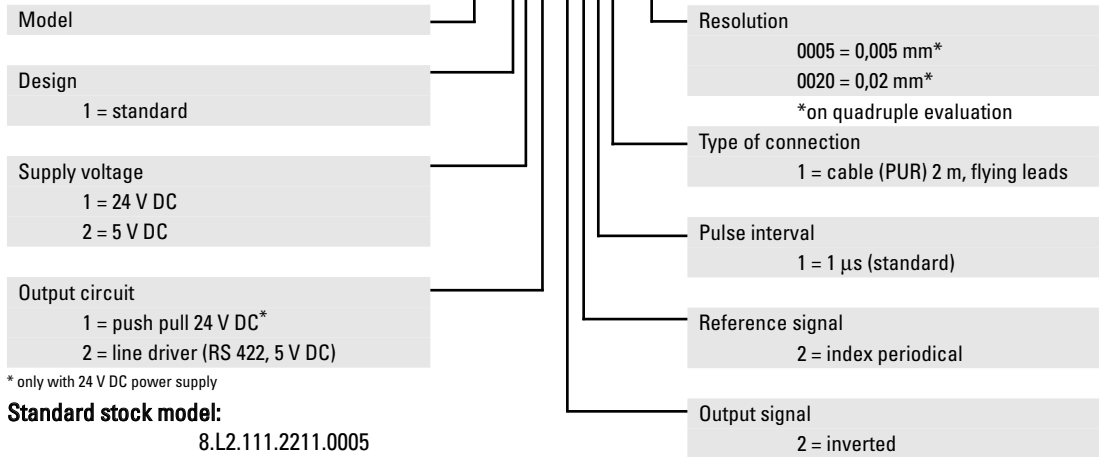 Model
Design
1 = standard
Supply voltage
1 = 24 V DC
2 = 5 V DC
Output circuit
1 = push pull 24 V DC*
2 = line driver (RS 422, 5 V DC)
* only with 24 V DC power supply
Standard stock model:
8.L2.111.2211.0005
Resolution
0005 = 0,005 mm*
0020 = 0,02 mm*
*on quadruple evaluation
Type of connection
1 = cable (PUR) 2 m, flying leads
Pulse interval
1 = 1 µs (standard)
Reference signal
2 = index periodical
Output signal
2 = inverted